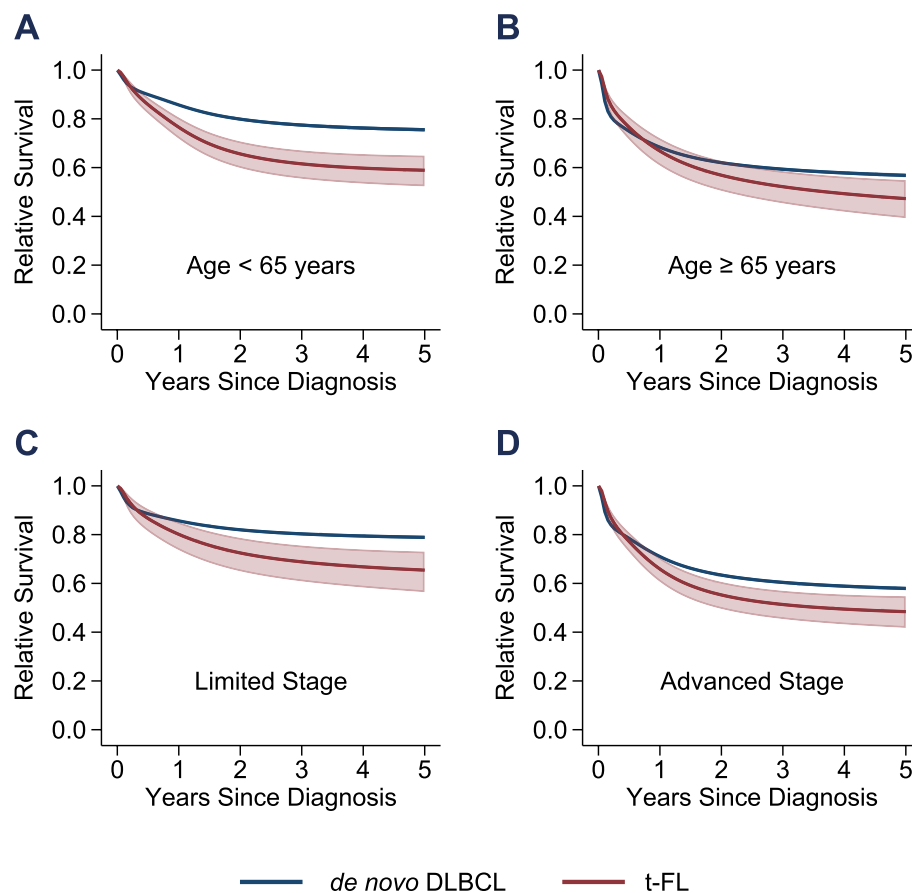 A
Relative Survival
1.0
0.8
0.6
0.4
0.2
0.0
Age < 65 years
0 1 2 3 4 5
Years Since Diagnosis
B
Relative Survival
1.0
0.8
0.6
0.4
0.2
0.0
Age ≥ 65 years
0 1 2 3 4 5
Years Since Diagnosis
C
Relative Survival
1.0
0.8
0.6
0.4
0.2
0.0
Limited Stage
0 1 2 3 4 5
Years Since Diagnosis
D
Relative Survival
1.0
0.8
0.6
0.4
0.2
0.0
Advanced Stage
0 1 2 3 4 5
Years Since Diagnosis
de novo DLBCL
t-FL